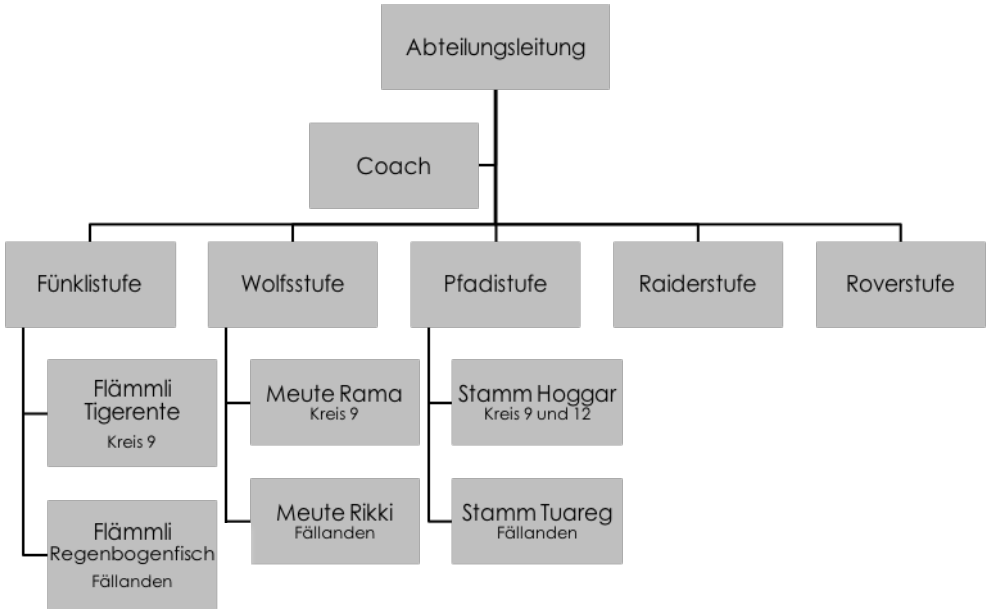 Abteilungsleitung
Coach
Fünklistufe
Wolfsstufe
Pfadistufe
Raiderstufe
Roverstufe
Flämmli
Tigerente
Kreis 9
Meute Rama
Kreis 9
Stamm Hoggar
Kreis 9 und 12
Flämmli
Regenbogenfisch
Fällanden
Meute Rikki
Fällanden
Stamm Tuareg
Fällanden